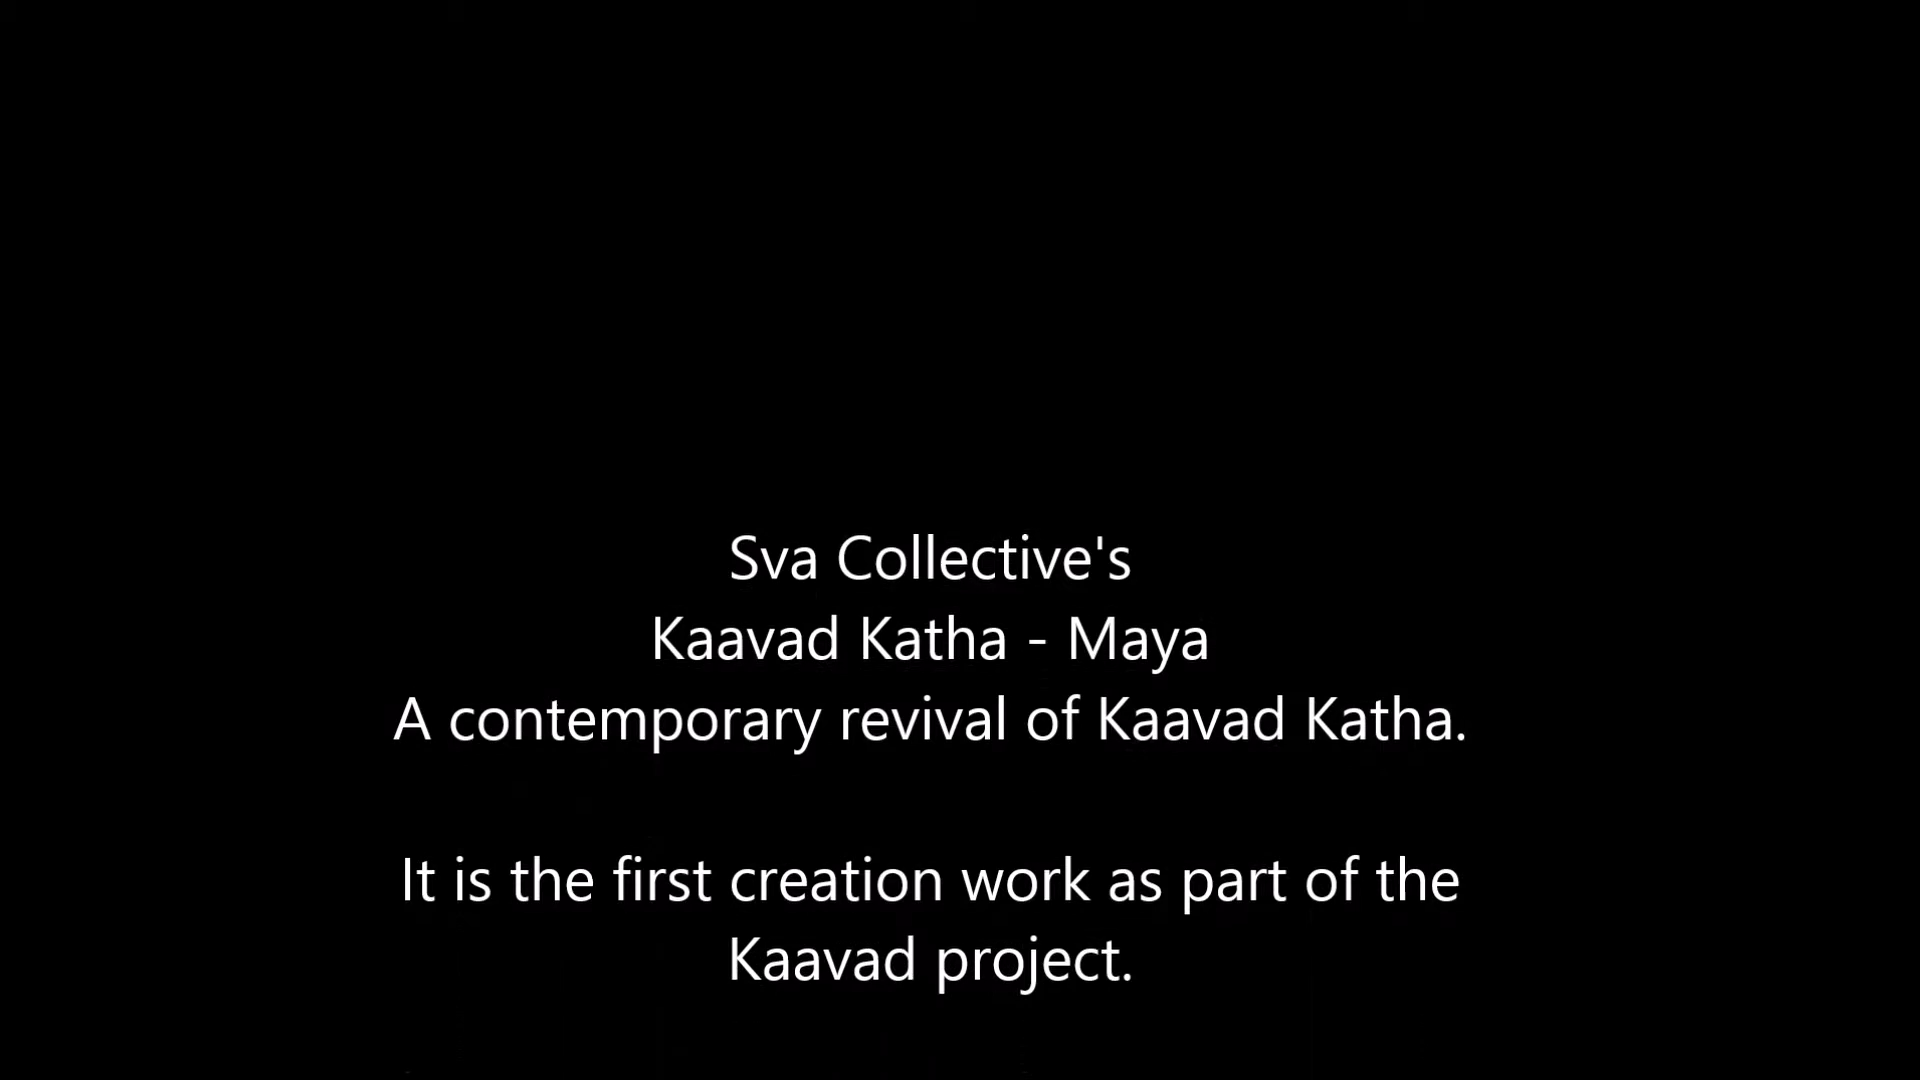 Sva Collective's
Kaavad Katha - Maya
A contemporary revival of Kaavad Katha.
It is the first creation work as part of the
Kaavad project.